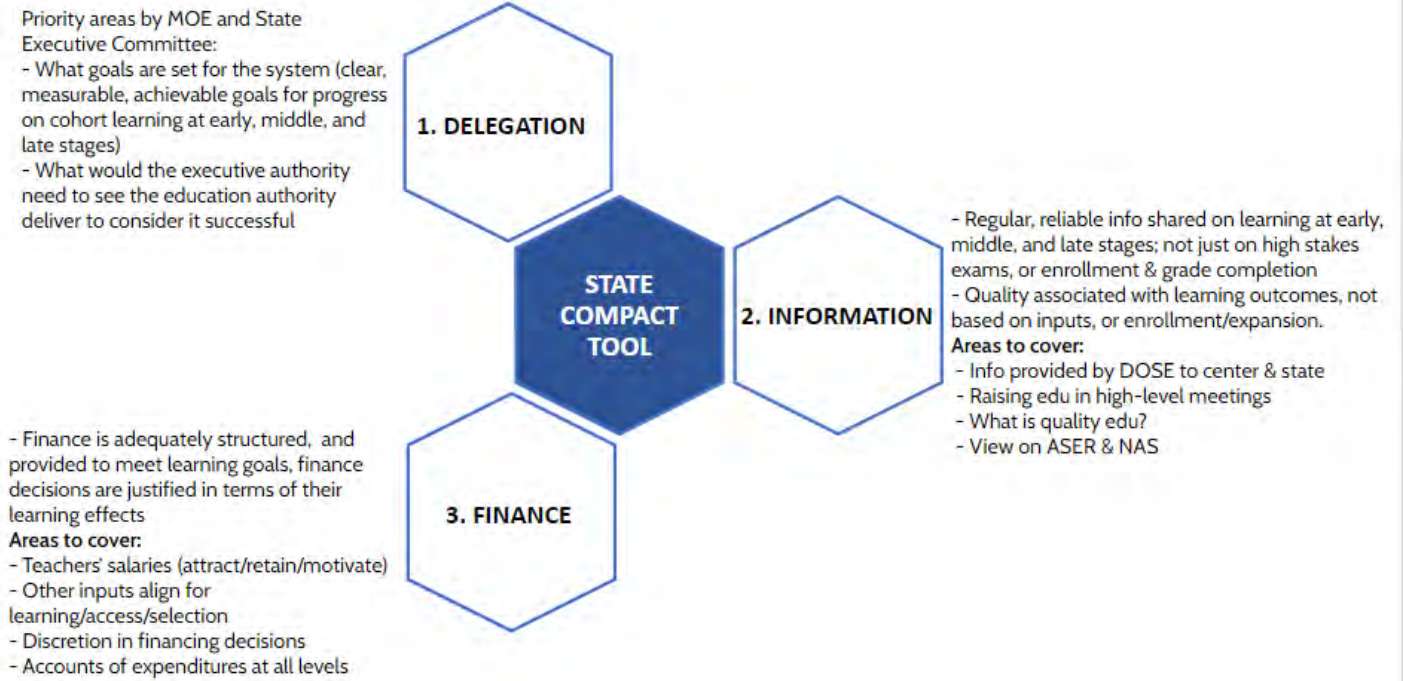 Priority areas by MOE and State
Executive Committee:
- What goals are set for the system (clear,
measurable, achievable goals for progress
on cohort learning at early, middle, and
late stages)
- What would the executive authority
need to see the education authority
deliver to consider it successful
1. DELEGATION
STATE
COMPACT
TOOL
2. INFORMATION
- Regular, reliable info shared on learning at early,
middle, and late stages; not just on high stakes
exams, or enrollment & grade completion
- Quality associated with learning outcomes, not
based on inputs, or enrollment/expansion.
Areas to cover:
- Info provided by DOSE to center & state
- Raising edu in high-level meetings
- What is quality edu?
- View on ASER & NAS
- Finance is adequately structured, and
provided to meet learning goals, finance
decisions are justified in terms of their
learning effects
Areas to cover:
- Teachers' salaries (attract/retain/motivate)
- Other inputs align for
learning/access/selection
- Discretion in financing decisions
- Accounts of expenditures at all levels
3. FINANCE